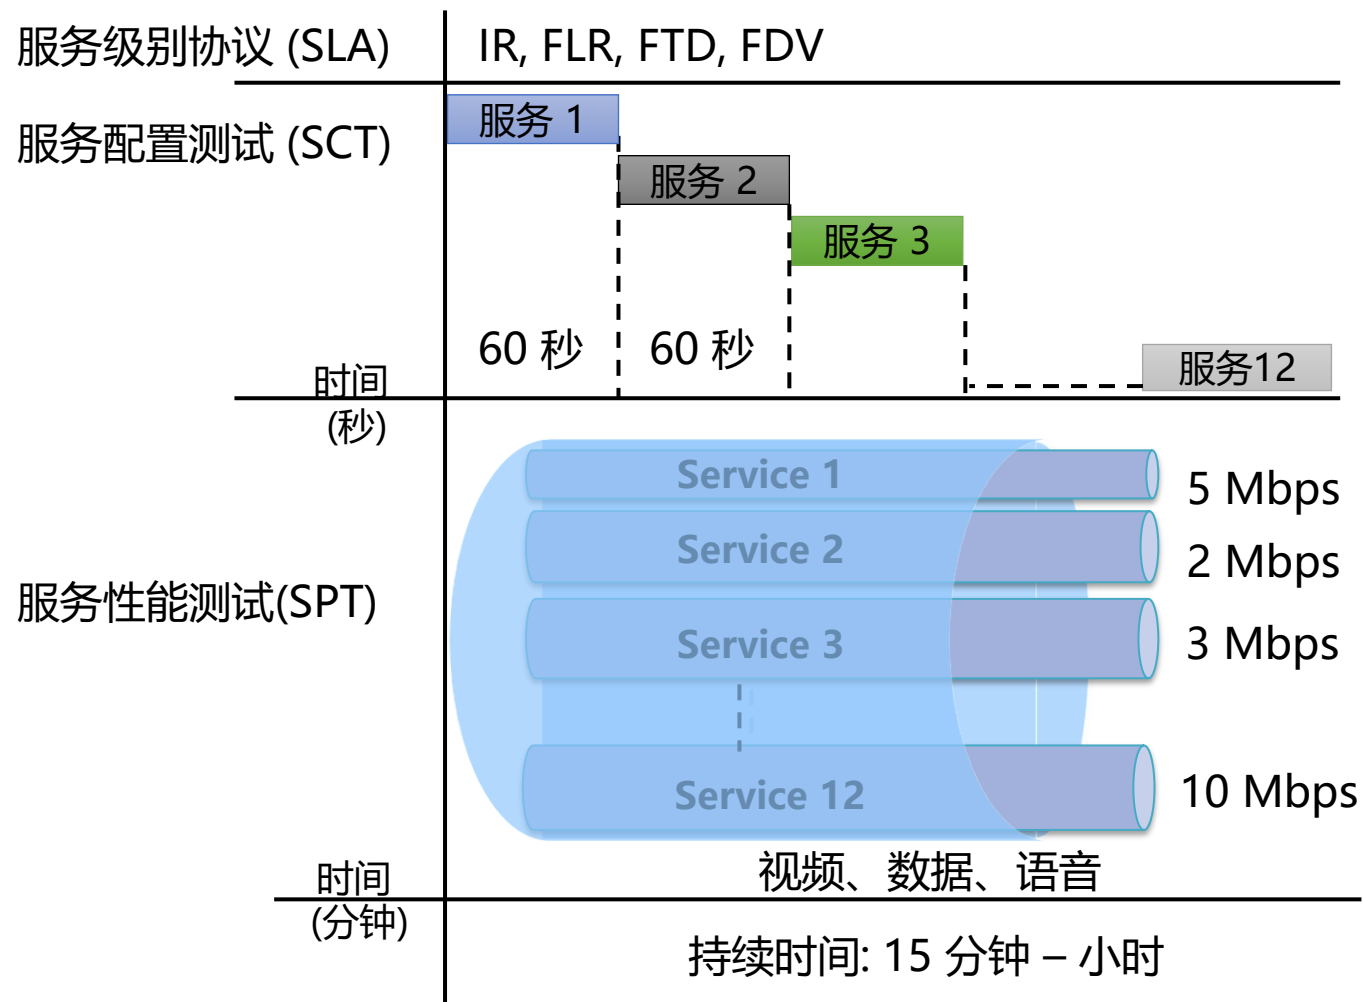 服务级别协议 (SLA)
IR, FLR, FTD, FDV
服务配置测试 (SCT)
服务 1
服务 2
服务 3
60 秒
60 秒
服务12
时间
(秒)
Service 1
5 Mbps
Service 2
2 Mbps
服务性能测试(SPT)
Service 3
3 Mbps
Service 12
10 Mbps
视频、数据、语音
时间
(分钟)
持续时间: 15 分钟 – 小时